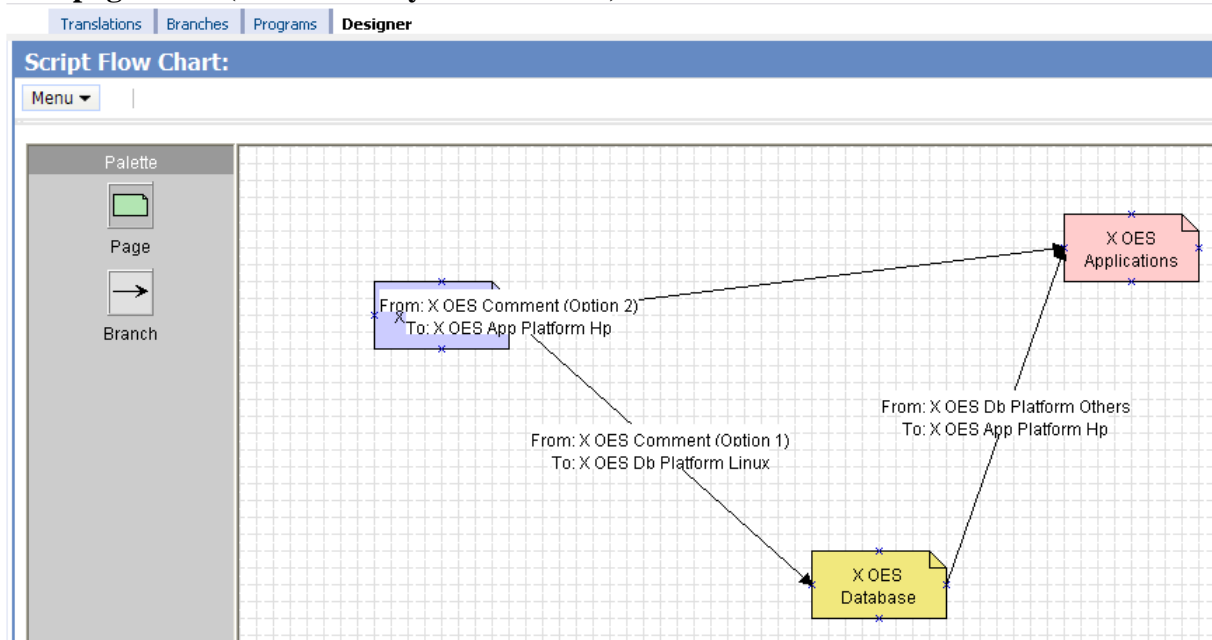 Translations Branches Programs Designer
Script Flow Chart:
Menu
Palette
Page
Branch
X OES
Applications
From: X OES Comment (Option 2)
X
To: X OES App Platform Hp
From: X OES Db Platform Others
To: X OES App Platform Hp
From: X OES Comment (Option 1)
To: X OES Db Platform Linux
X OES
Database